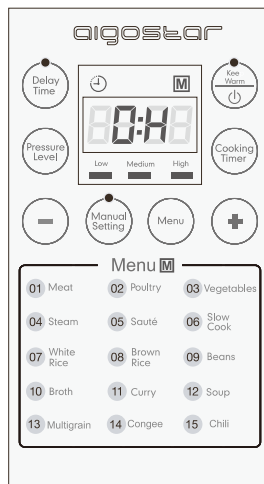 aigostar
Delay
Time
M
Kee
Warm
0:H
Pressure
Level
Low Medium High
Cooking
Timer
−
Manual
Setting
Menu
+
Menu M
01 Meat
02 Poultry
03 Vegetables
04 Steam
05 Sauté
06 Slow
Cook
07 White
Rice
08 Brown
Rice
09 Beans
10 Broth
11 Curry
12 Soup
13 Multigrain
14 Congee
15 Chili